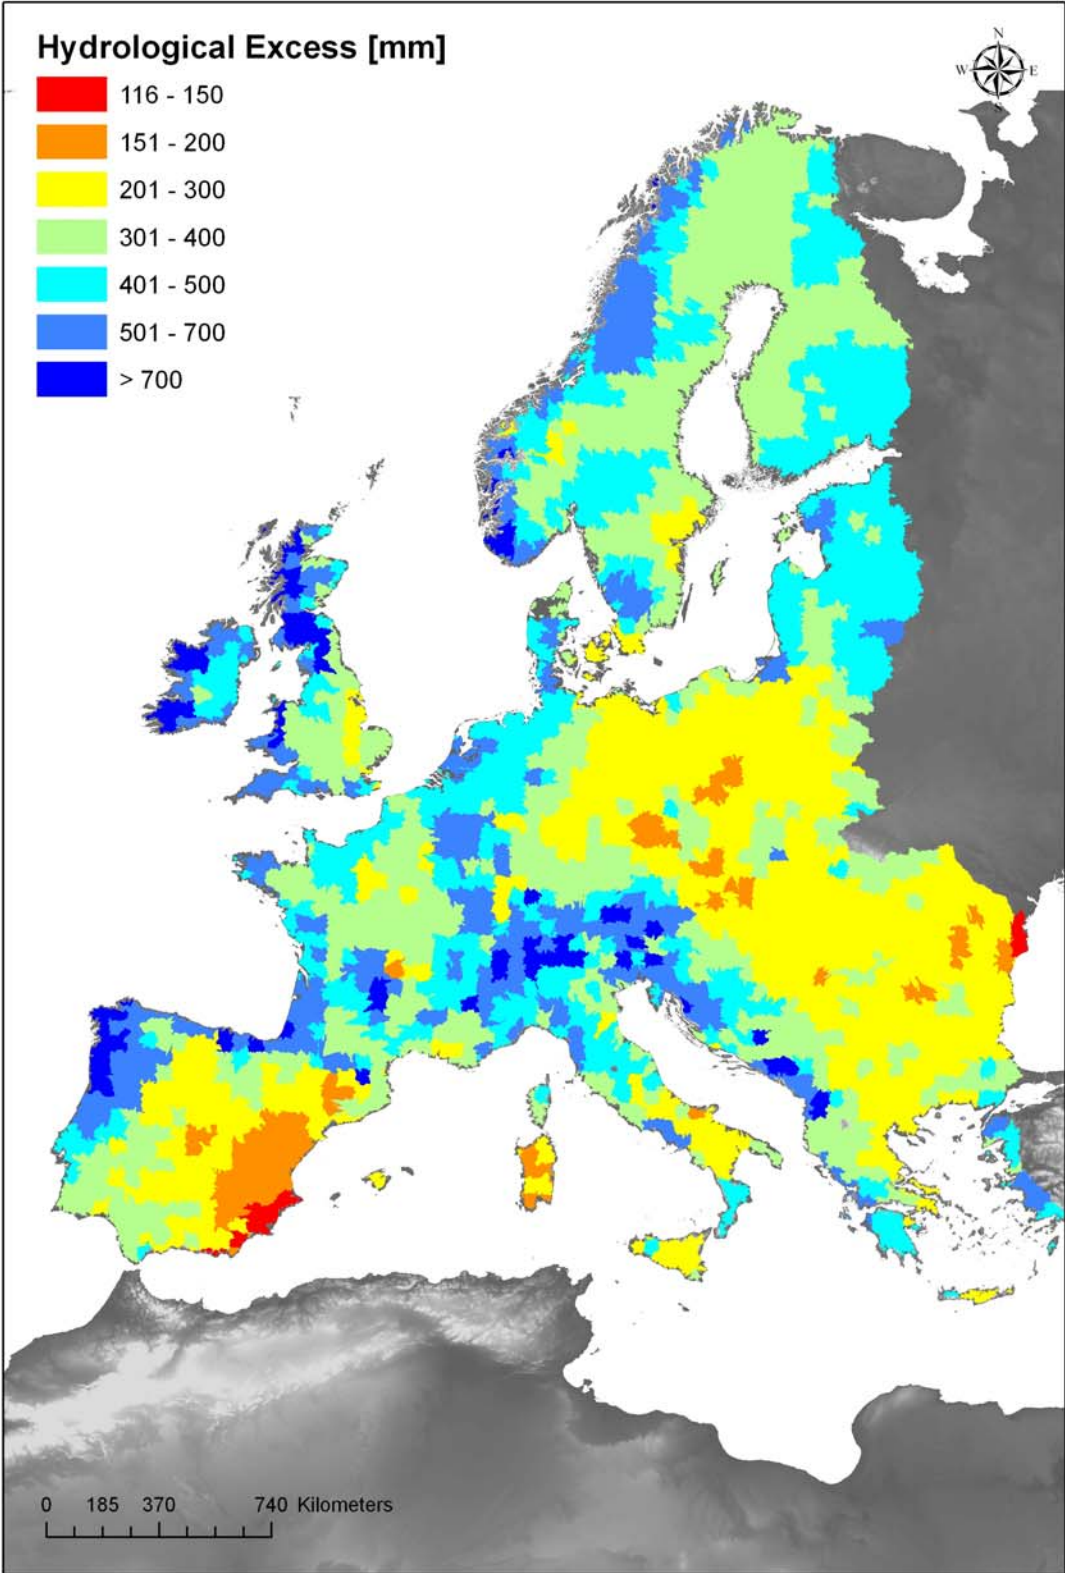 Hydrological Excess [mm]
116 - 150
151 - 200
201 - 300
301 - 400
401 - 500
501 - 700
> 700
N
W E
S
0 185 370 740 Kilometers